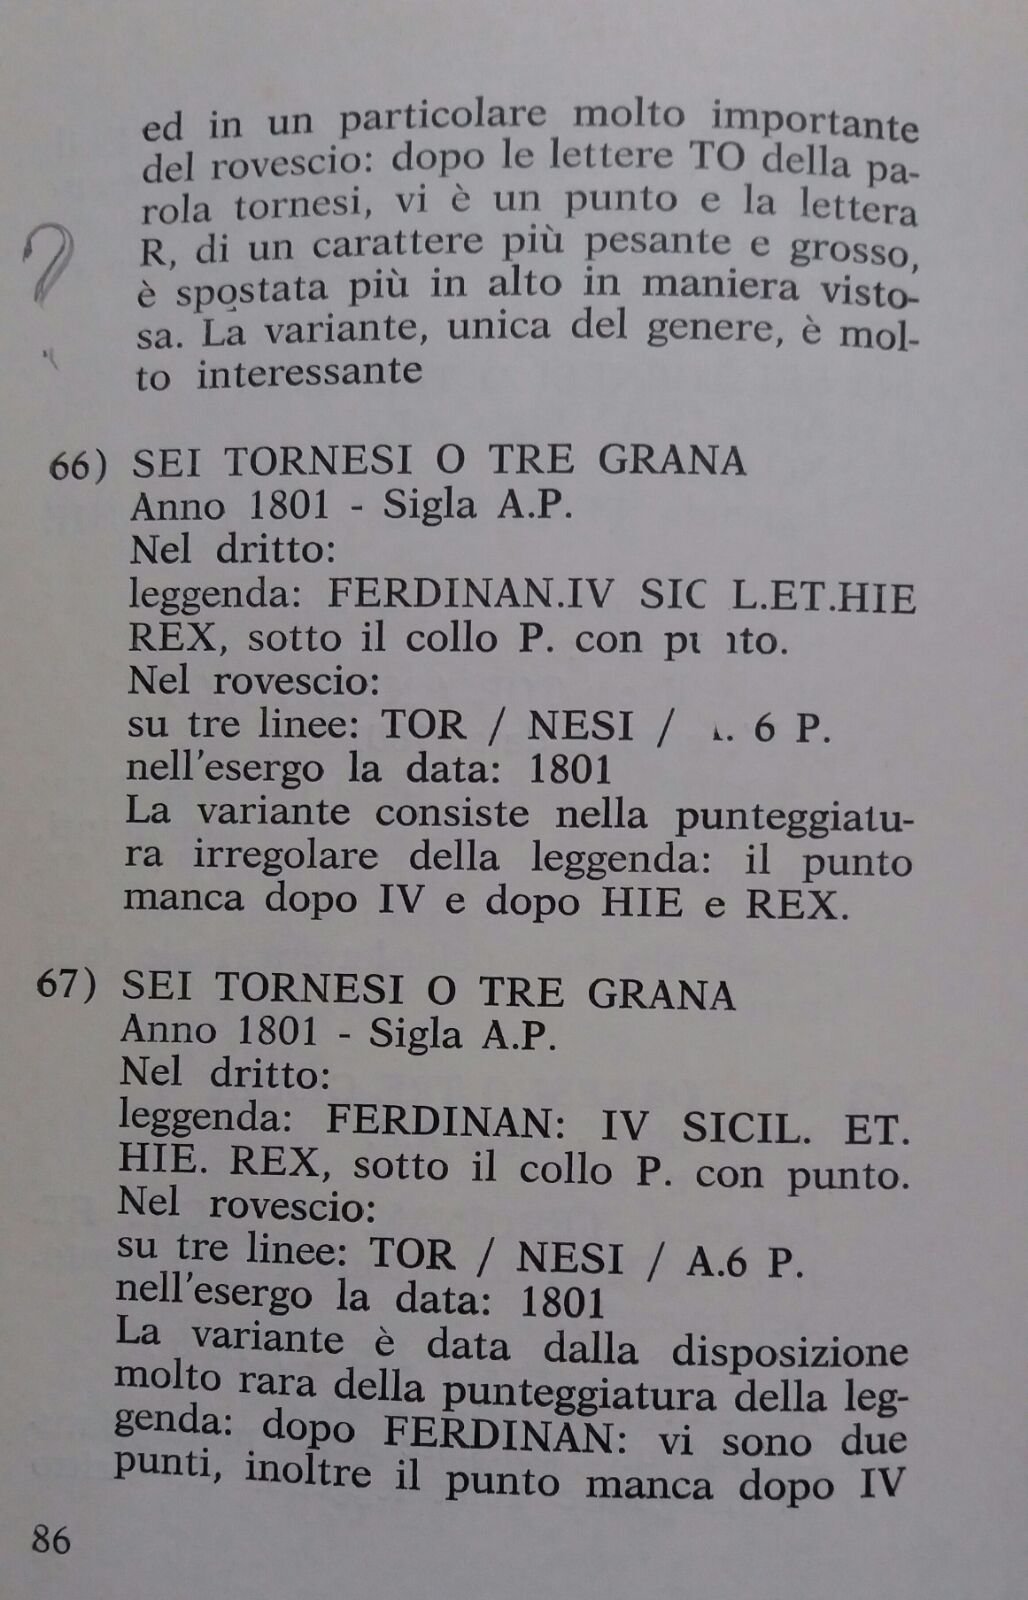 ed in un particolare molto importante
del rovescio: dopo le lettere TO della pa-
rola tornesi, vi è un punto e la lettera
R, di un carattere più pesante e grosso,
è spostata più in alto in maniera visto-
sa. La variante, unica del genere, è mol-
to interessante
?
66) SEI TORNESI O TRE GRANA
Anno 1801 - Sigla A.P.
Nel dritto:
leggenda: FERDINAN.IV SIC L.ET.HIE
REX, sotto il collo P. con
Nel rovescio:
su tre linee: TOR / NESI / . 6 P.
nell'esergo la data: 1801
La variante consiste nella punteggiatu-
ra irregolare della leggenda: il punto
manca dopo IV e dopo HIE e REX.
67) SEI TORNESI O TRE GRANA
Anno 1801 - Sigla A.P.
Nel dritto:
leggenda: FERDINAN: IV SICIL. ET.
HIE. REX, sotto il collo P. con punto.
Nel rovescio:
su tre linee: TOR / NESI / A.6 P.
nell'esergo la data: 1801
La variante è data dalla disposizione
molto rara della punteggiatura della leg-
genda: dopo FERDINAN: vi sono due
punti, inoltre il punto manca dopo IV
86